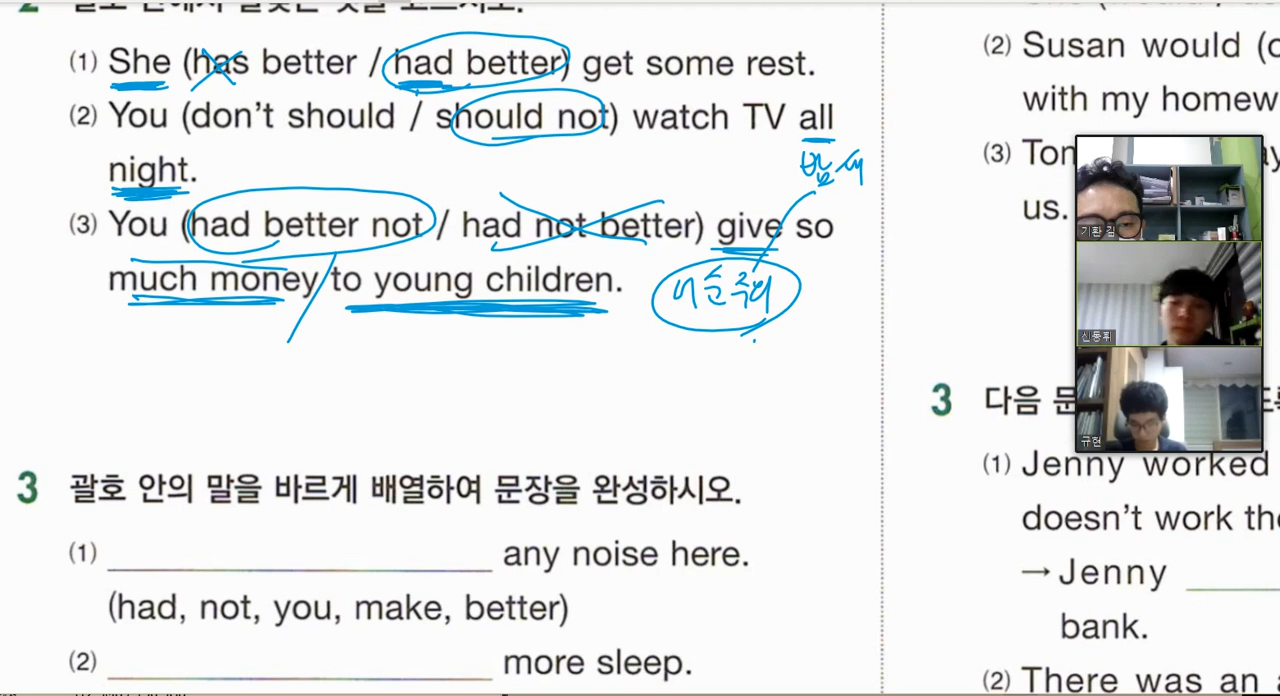 2
(1) She (has better / had better) get some rest.
(2) You (don't should / should not) watch TV all
night.
밤새
(3) You (had better not / had not better) give so
much money to young children.
어순주의
3 괄호 안의 말을 바르게 배열하여 문장을 완성하시오.
(1) any noise here.
(had, not, you, make, better)
(2) more sleep.
(2) Susan would (
with my homew
(3) Ton
us.
기환 김
신동휘
규현
3 다음 문
(1) Jenny worked
doesn't work the
→ Jenny
bank.
(2) There was an